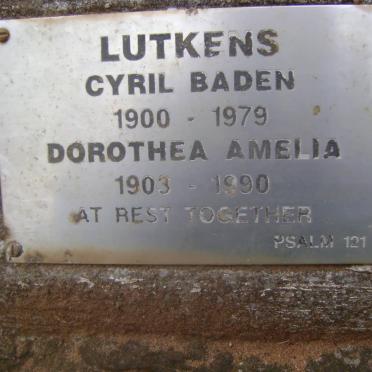 LUTKENS
CYRIL BADEN
1900 - 1979
DOROTHEA AMELIA
1903 - 1990
AT REST TOGETHER
PSALM 121